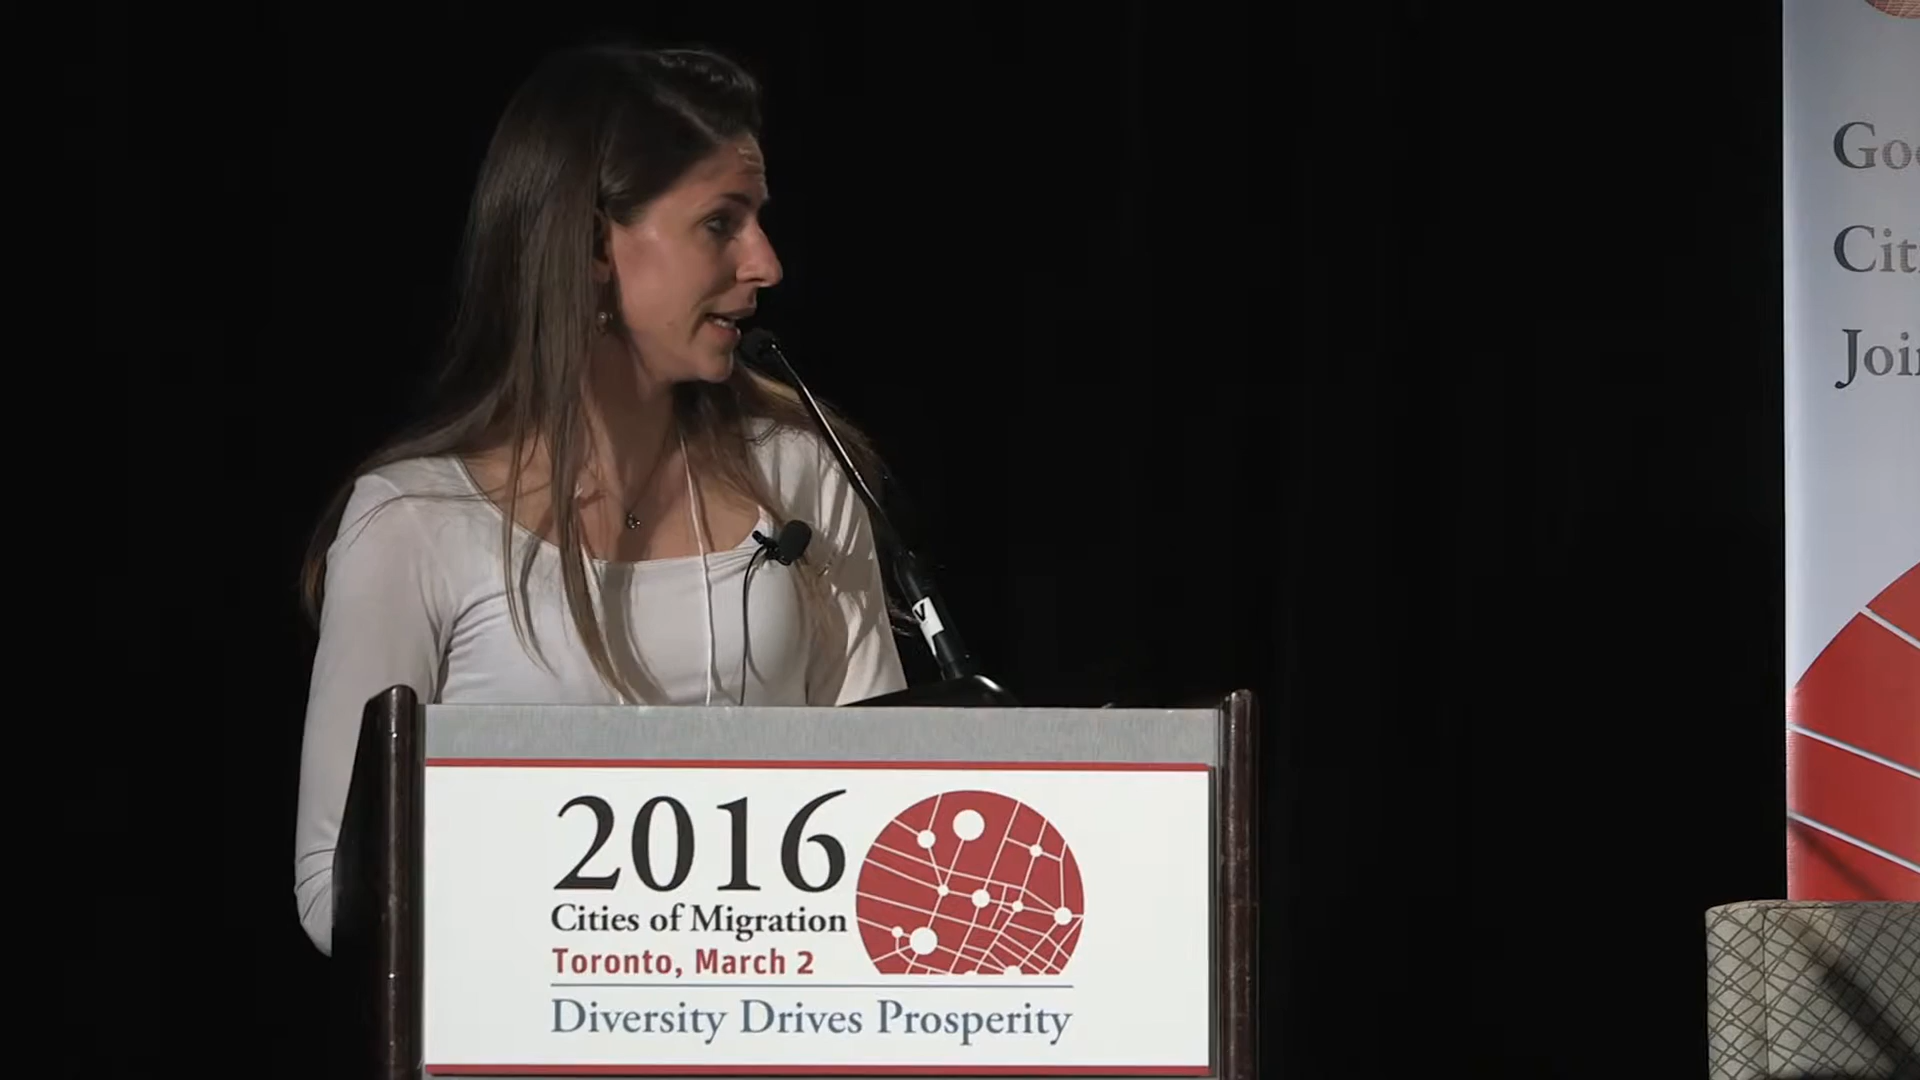 2016
Cities of Migration
Toronto, March 2
Diversity Drives Prosperity
V